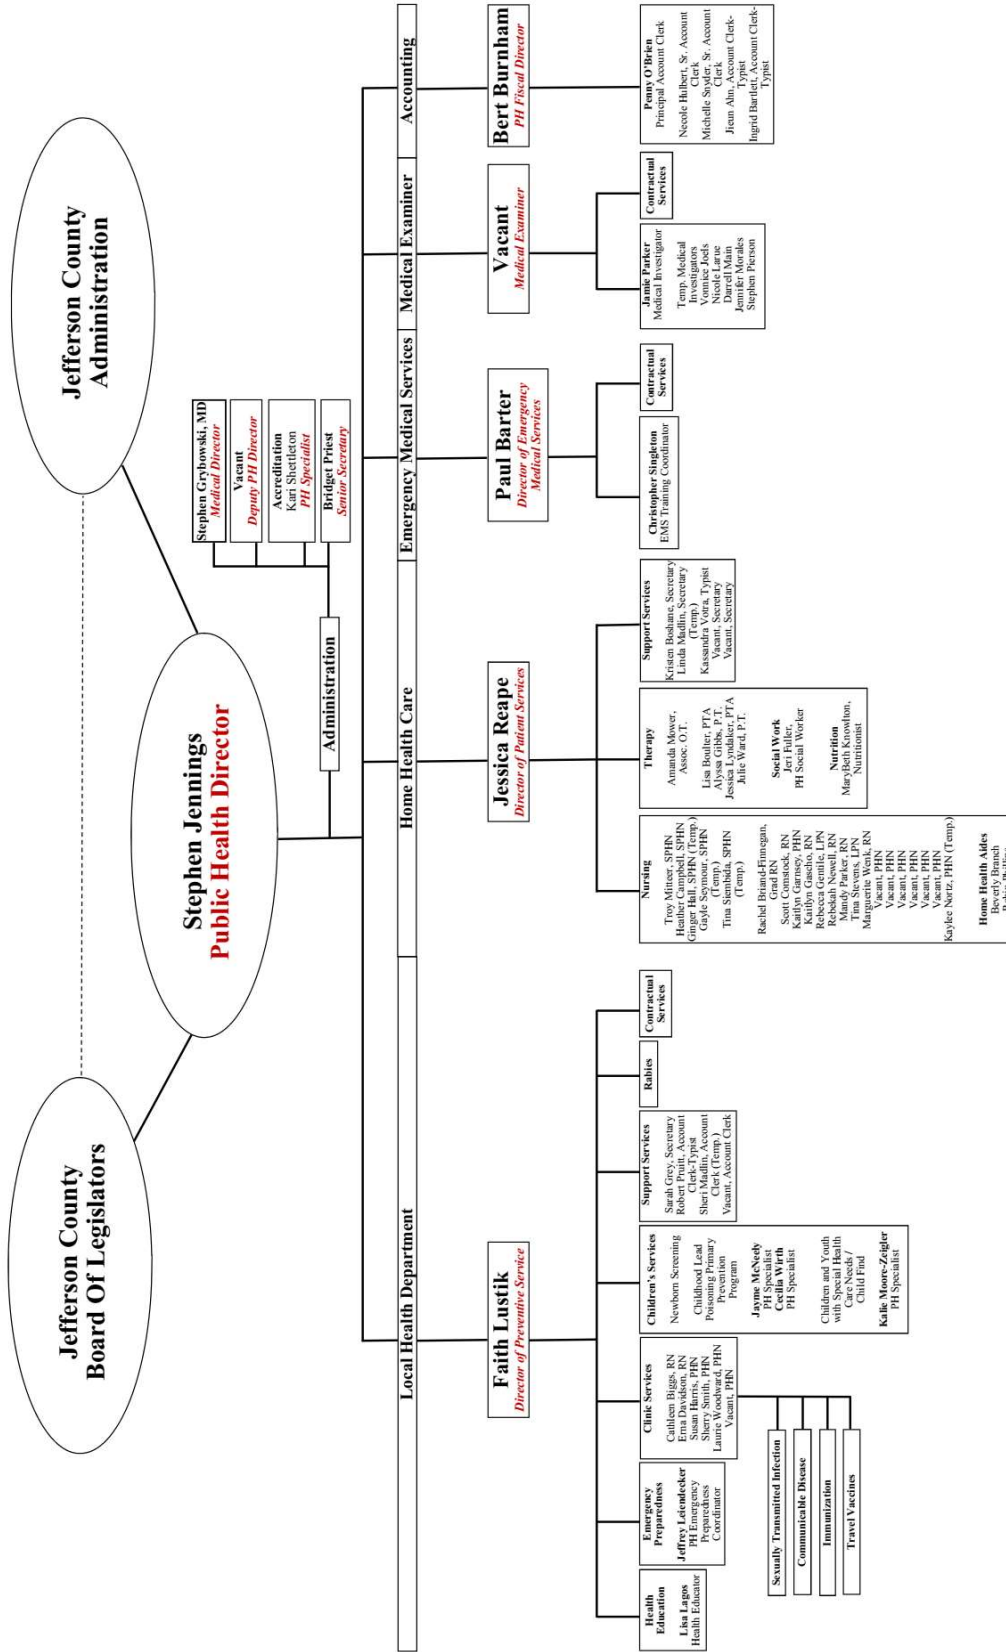 Jefferson County
Board Of Legislators
Jefferson County
Administration
Stephen Jennings
Public Health Director
Administration
Stephen Grybowski, MD
Medical Director
Vacant
Deputy PH Director
Accreditation
Kari Shettleton
PH Specialist
Bridget Priest
Senior Secretary
Local Health Department
Home Health Care
Emergency Medical Services
Medical Examiner
Accounting
Faith Lustik
Director of Preventive Service
Jessica Reape
Director of Patient Services
Paul Barter
Director of Emergency
Medical Services
Vacant
Medical Examiner
Bert Burnham
PH Fiscal Director
Health
Education
Lisa Lagos
Health Educator
Emergency
Preparedness
Jeffrey Leiendecker
PH Emergency
Preparedness
Coordinator
Clinic Services
Cathleen Biggs, RN
Erna Davidson, RN
Susan Harris, PHN
Sherry Smith, PHN
Laurie Woodward, PHN
Vacant, PHN
Sexually Transmitted Infection
Communicable Disease
Immunization
Travel Vaccines
Children's Services
Newborn Screening
Childhood Lead
Poisoning Primary
Prevention
Program
Jayme McNeely
PH Specialist
Cecilia Wirth
PH Specialist
Children and Youth
with Special Health
Care Needs /
Child Find
Kalie Moore-Zeigler
PH Specialist
Support Services
Sarah Grey, Secretary
Robert Pruitt, Account
Clerk-Typist
Sheri Madlin, Account
Clerk (Temp.)
Vacant, Account Clerk
Rabies
Contractual
Services
Nursing
Troy Mitteer, SPHN
Heather Campbell, SPHN
Ginger Hall, SPHN (Temp.)
Gayle Seymour, SPHN
(Temp.)
Tina Siembida, SPHN
(Temp.)
Rachel Briand-Finnegan,
Grad RN
Scott Comstock, RN
Kaitlyn Garnsey, PHN
Kaitlyn Gascho, RN
Rebecca Gentile, LPN
Rebekah Newell, RN
Mandy Parker, RN
Tina Stevens, LPN
Marguerite Wenk, RN
Vacant, PHN
Vacant, PHN
Vacant, PHN
Vacant, PHN
Vacant, PHN
Vacant, PHN
Kaylee Nortz, PHN (Temp.)
Home Health Aides
Beverly Branch
Therapy
Amanda Mower,
Assoc. O.T.
Lisa Boulter, PTA
Alyssa Gibbs, P.T.
Jessica Lyndaker, PTA
Julie Ward, P.T.
Social Work
Jeri Fuller,
PH Social Worker
Nutrition
MaryBeth Knowlton,
Nutritionist
Support Services
Kristen Boshane, Secretary
Linda Madlin, Secretary
(Temp.)
Kassandra Votra, Typist
Vacant, Secretary
Vacant, Secretary
Christopher Singleton
EMS Training Coordinator
Contractual
Services
Jamie Parker
Medical Investigator
Temp. Medical
Investigators
Vonnice Joels
Nicole Larue
Darrell Main
Jennifer Morales
Stephen Pierson
Contractual
Services
Penny O'Brien
Principal Account Clerk
Necole Hulbert, Sr. Account
Clerk
Michelle Snyder, Sr. Account
Clerk
Jieun Ahn, Account Clerk-
Typist
Ingrid Bartlett, Account Clerk-
Typist